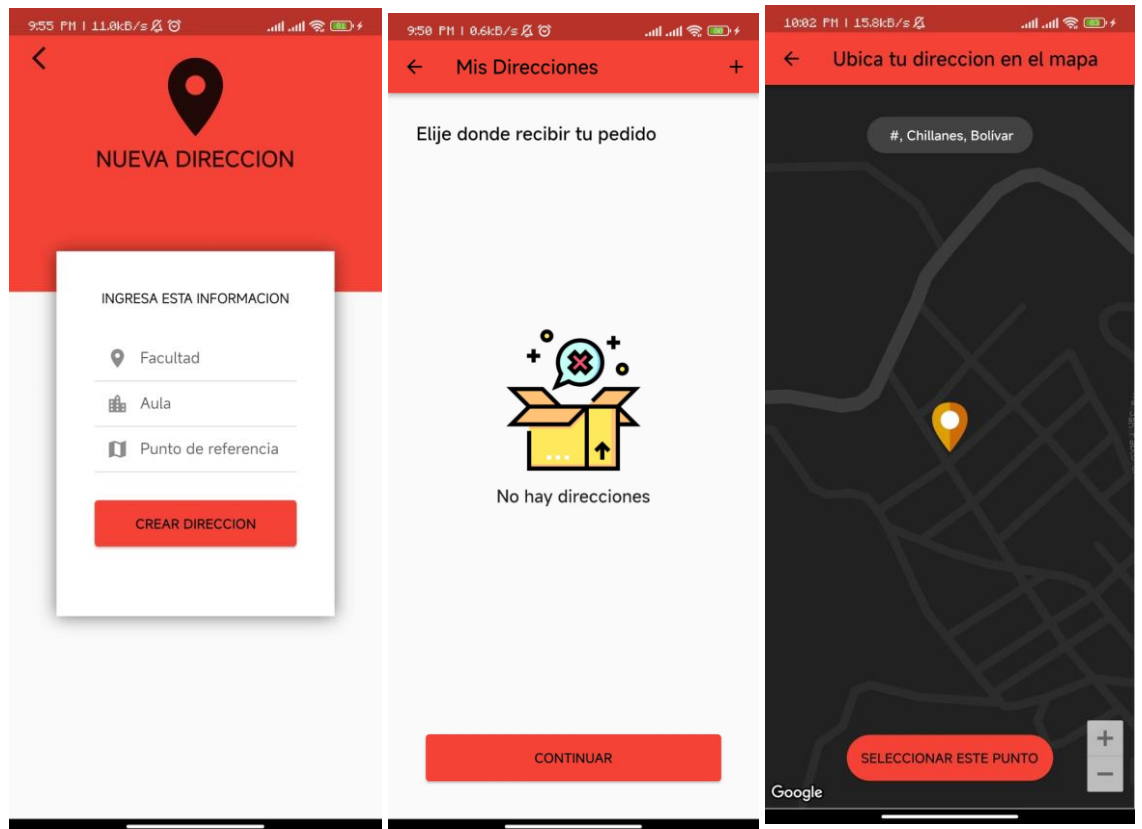 9:55 PM | 11.0kB/s
NUEVA DIRECCION
INGRESA ESTA INFORMACION
Facultad
Aula
Punto de referencia
CREAR DIRECCION
9:50 PM | 0.6kB/s
Mis Direcciones
+
Elije donde recibir tu pedido
No hay direcciones
CONTINUAR
10:02 PM | 15.8kB/s
Ubica tu direccion en el mapa
#, Chillanes, Bolívar
SELECCIONAR ESTE PUNTO
+
−
Google